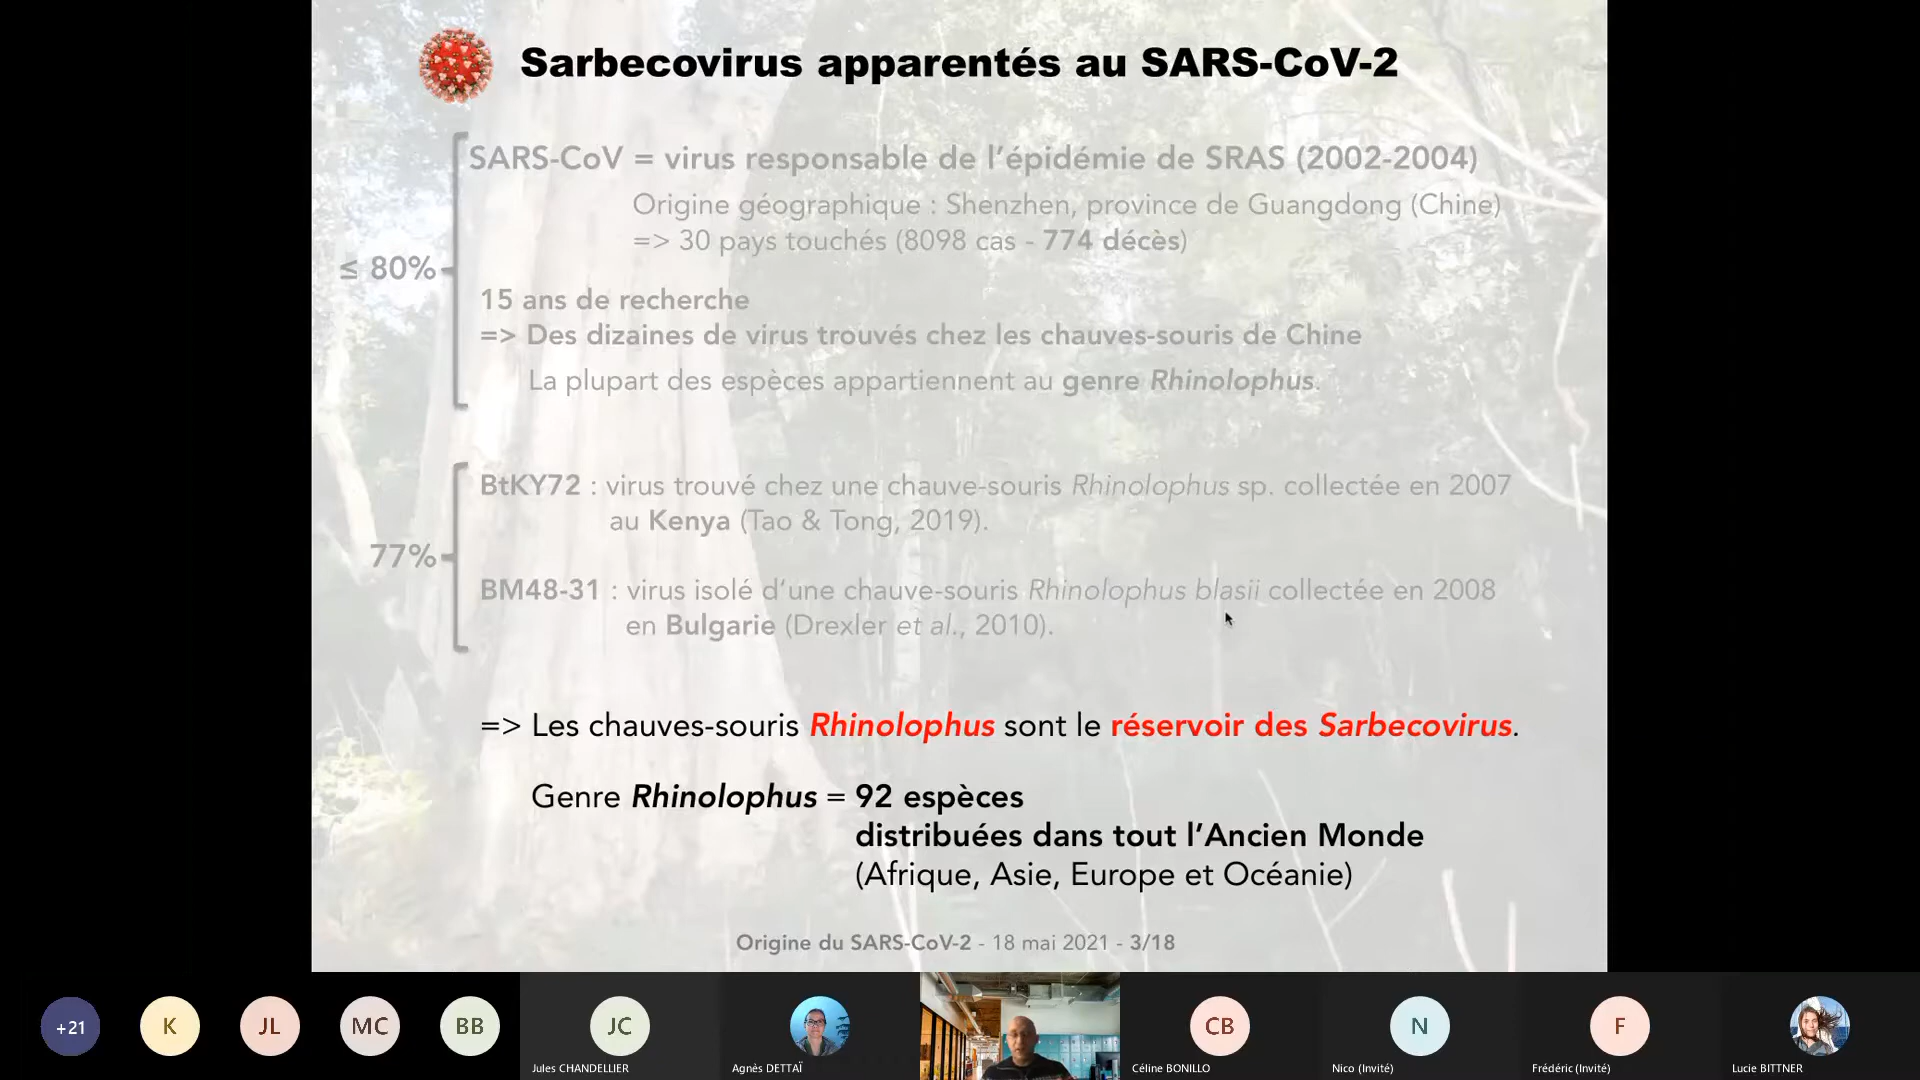 Sarbecovirus apparentés au SARS-CoV-2
SARS-CoV = virus responsable de l'épidémie de SRAS (2002-2004)
Origine géographique : Shenzhen, province de Guangdong (Chine)
=> 30 pays touchés (8098 cas - 774 décès)
≤ 80%
15 ans de recherche
=> Des dizaines de virus trouvés chez les chauves-souris de Chine
La plupart des espèces appartiennent au genre Rhinolophus.
BtKY72 : virus trouvé chez une chauve-souris Rhinolophus sp. collectée en 2007
au Kenya (Tao & Tong, 2019).
77%
BM48-31 : virus isolé d'une chauve-souris Rhinolophus blasii collectée en 2008
en Bulgarie (Drexler et al., 2010).
=> Les chauves-souris Rhinolophus sont le réservoir des Sarbecovirus.
Genre Rhinolophus = 92 espèces
distribuées dans tout l'Ancien Monde
(Afrique, Asie, Europe et Océanie)
Origine du SARS-CoV-2 - 18 mai 2021 - 3/18
+21 K JL MC BB JC CB N F
Jules CHANDELLIER Agnès DETTAÏ Céline BONILLO Nico (Invité) Frédéric (Invité) Lucie BITTNER